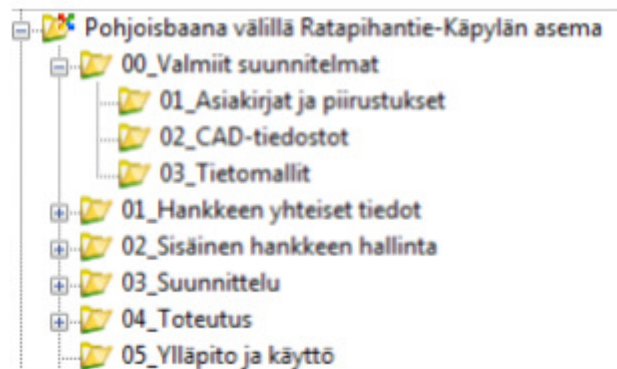 Pohjoisbaana välillä Ratapihantie-Käpylän asema
00_Valmiit suunnitelmat
01_Asiakirjat ja piirustukset
02_CAD-tiedostot
03_Tietomallit
01_Hankkeen yhteiset tiedot
02_Sisäinen hankkeen hallinta
03_Suunnittelu
04_Toteutus
05_Ylläpito ja käyttö